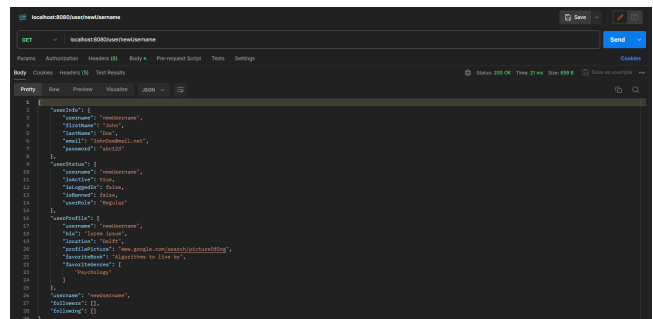 localhost:8080/user/newUsername
Save
GET localhost:8080/user/newUsername Send
Params Authorization Headers (8) Body Pre-request Script Tests Settings Cookies
Body Cookies Headers (5) Test Results Status: 200 OK Time: 21 ms Size: 659 B Save as example
Pretty Raw Preview Visualize JSON
1 {
2 "userInfo": {
3 "username": "newUsername",
4 "firstName": "John",
5 "lastName": "Doe",
6 "email": "JohnDoe@mail.net",
7 "password": "abc123"
8 },
9 "userStatus": {
10 "username": "newUsername",
11 "isActive": true,
12 "isLoggedIn": false,
13 "isBanned": false,
14 "userRole": "Regular"
15 },
16 "userProfile": {
17 "username": "newUsername",
18 "bio": "lorem ipsum",
19 "location": "Delft",
20 "profilePicture": "www.google.com/search/pictureOfDog",
21 "favoriteBook": "Algorithms to live by",
22 "favoriteGenres": [
23 "Psychology"
24 ]
25 },
26 "username": "newUsername",
27 "followers": [],
28 "following": []
29 }